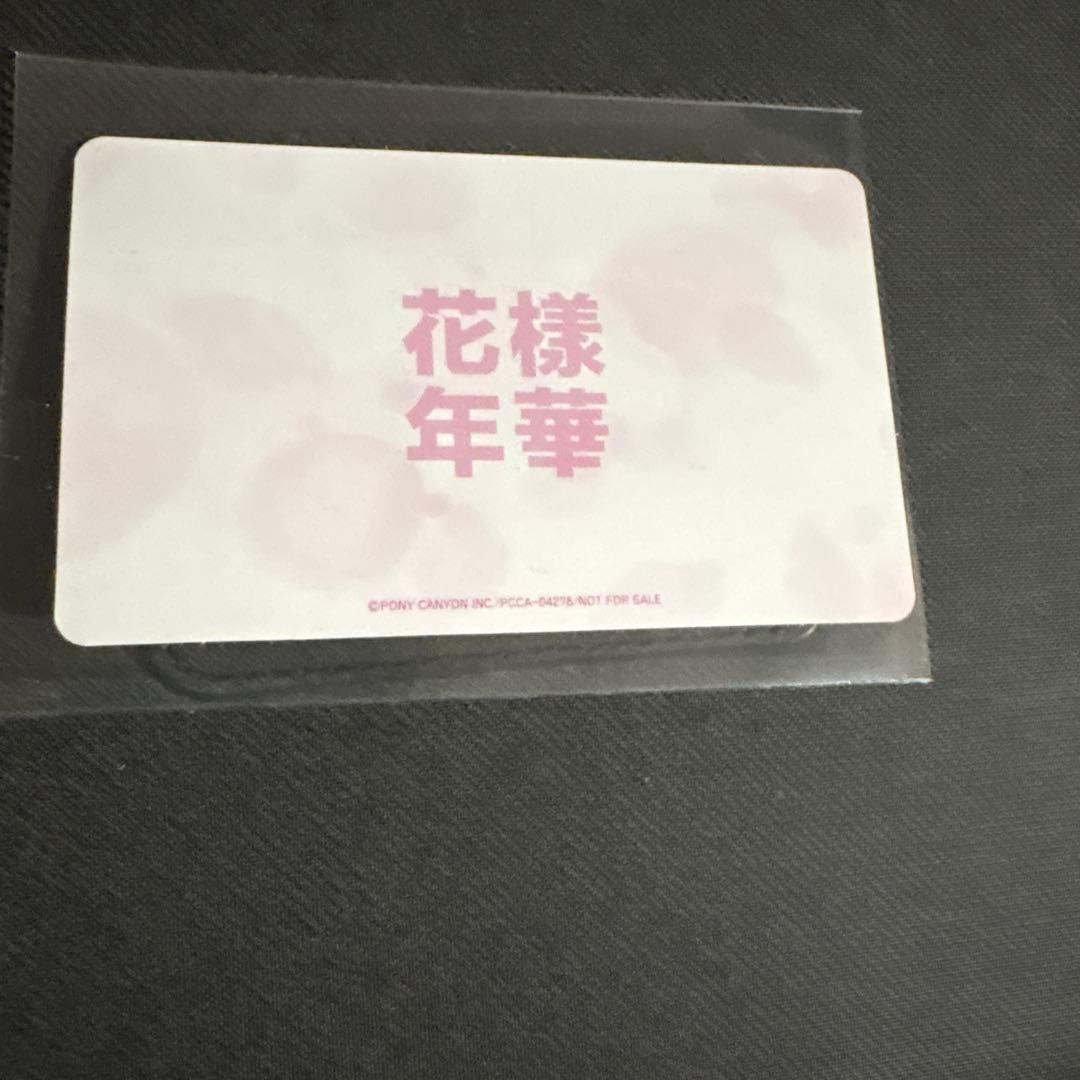 花様
年華
©PONY CANYON INC./PCCA-04278/NOT FOR SALE